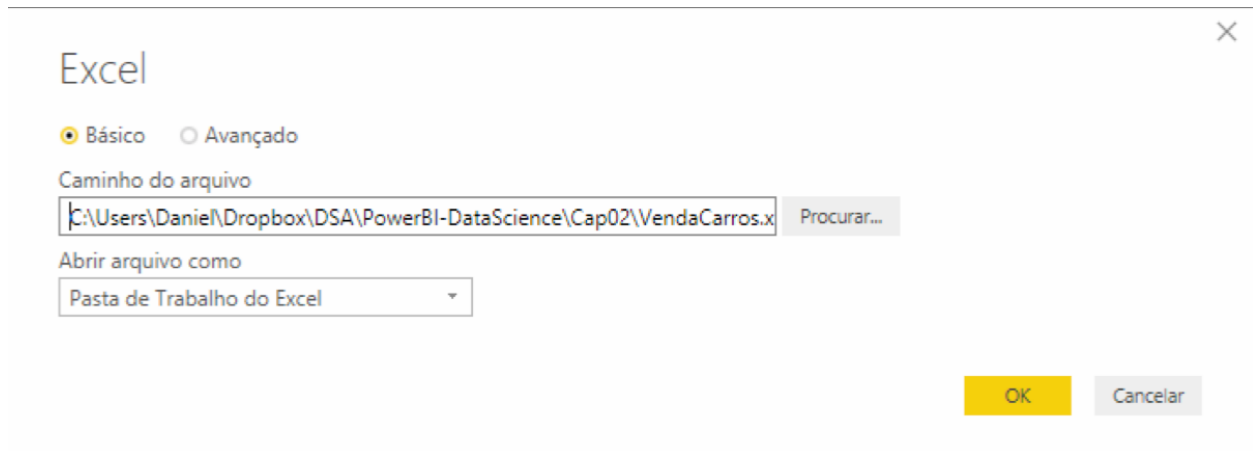 Excel
Básico Avançado
Caminho do arquivo
C:\Users\Daniel\Dropbox\DSA\PowerBI-DataScience\Cap02\VendaCarros.x Procurar...
Abrir arquivo como
Pasta de Trabalho do Excel
OK Cancelar